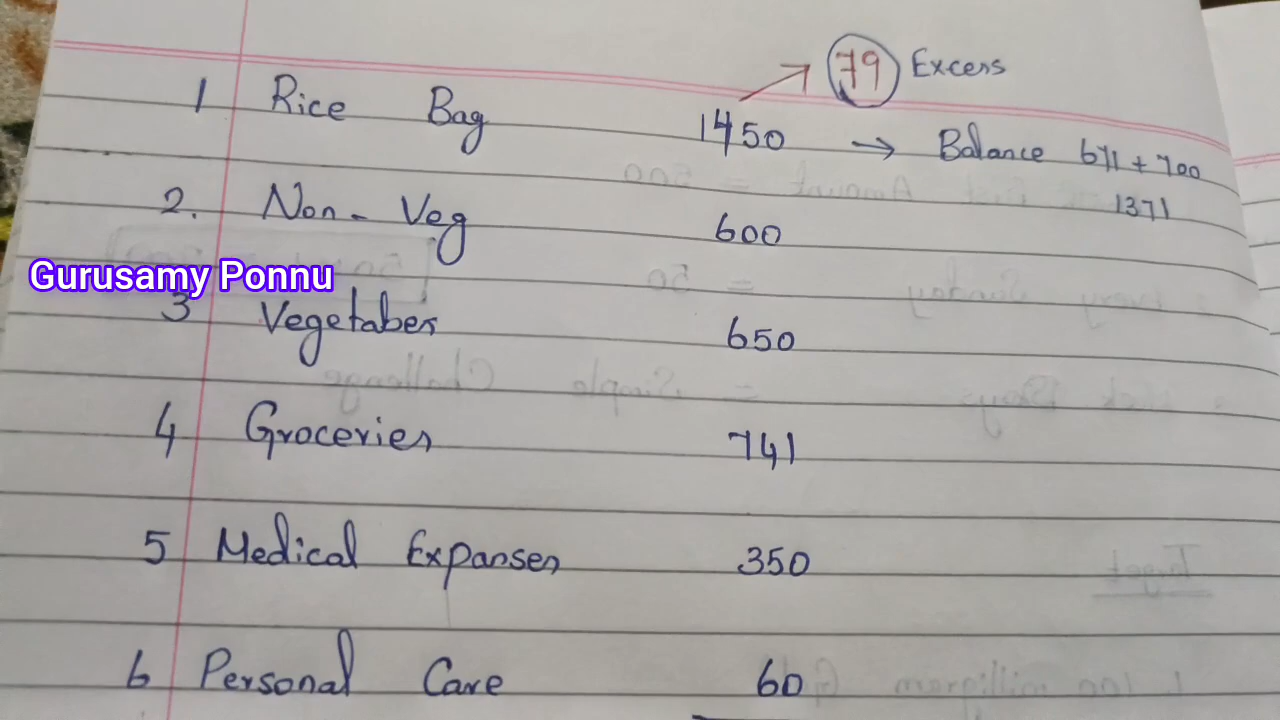 79 Excess
1 Rice Bag 1450 → Balance 671 + 700
1371
2. Non - Veg 600
Gurusamy Ponnu
3 Vegetabes 650
4 Groceries 741
5 Medical Expanses 350
6 Personal Care 60